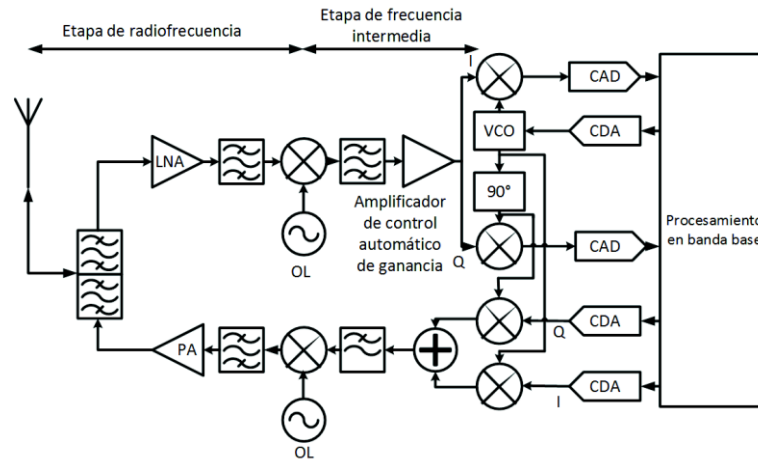 Etapa de radiofrecuencia
Etapa de frecuencia
intermedia
I
CAD
LNA
VCO
CDA
90°
Amplificador
de control
automático
de ganancia
OL
Q
CAD
Procesamiento
en banda base
PA
Q
CDA
I
CDA
OL